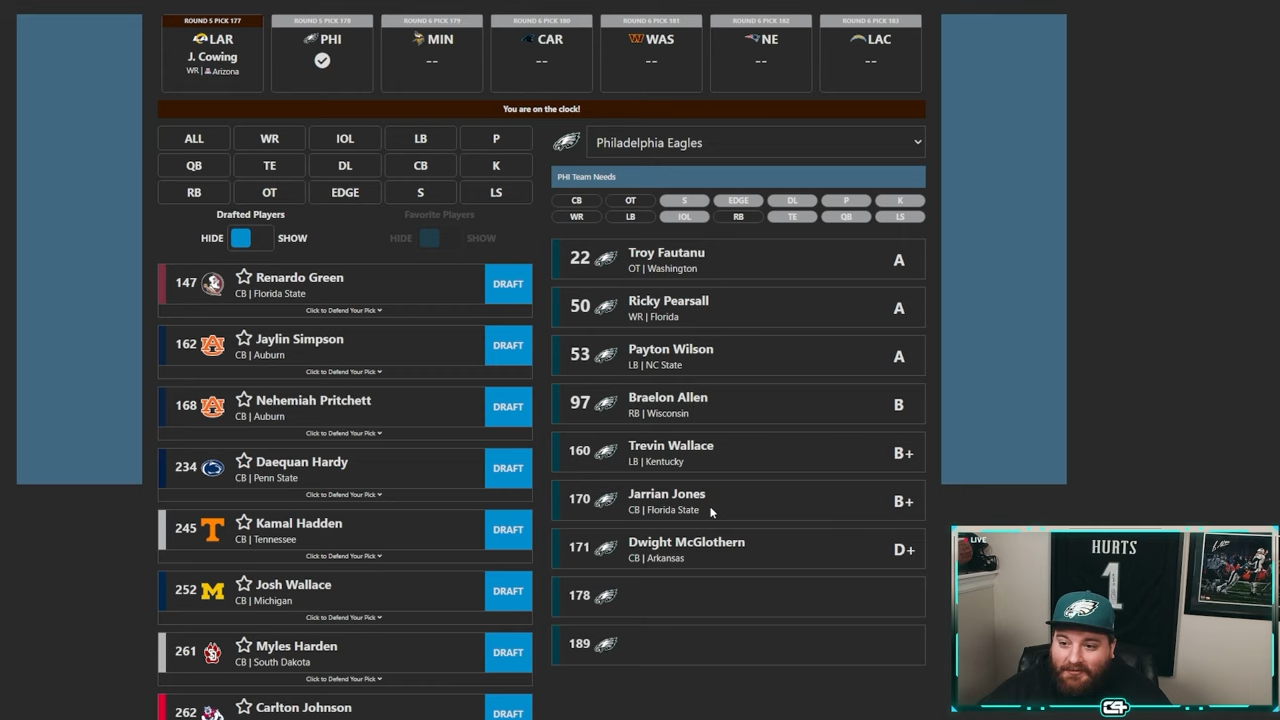 ROUND 5 PICK 177
LAR
J. Cowing
WR | Arizona
ROUND 5 PICK 178
PHI
ROUND 6 PICK 179
MIN
--
ROUND 6 PICK 180
CAR
--
ROUND 6 PICK 181
WAS
--
ROUND 6 PICK 182
NE
--
ROUND 6 PICK 183
LAC
--
You are on the clock!
ALL WR IOL LB P
QB TE DL CB K
RB OT EDGE S LS
Drafted Players
HIDE SHOW
Favorite Players
HIDE SHOW
147 Renardo Green DRAFT
CB | Florida State
Click to Defend Your Pick
162 Jaylin Simpson DRAFT
CB | Auburn
Click to Defend Your Pick
168 Nehemiah Pritchett DRAFT
CB | Auburn
Click to Defend Your Pick
234 Daequan Hardy DRAFT
CB | Penn State
Click to Defend Your Pick
245 Kamal Hadden DRAFT
CB | Tennessee
Click to Defend Your Pick
252 Josh Wallace DRAFT
CB | Michigan
Click to Defend Your Pick
261 Myles Harden DRAFT
CB | South Dakota
Click to Defend Your Pick
262 Carlton Johnson DRAFT
Philadelphia Eagles
PHI Team Needs
CB OT S EDGE DL P K
WR LB IOL RB TE QB LS
22 Troy Fautanu A
OT | Washington
50 Ricky Pearsall A
WR | Florida
53 Payton Wilson A
LB | NC State
97 Braelon Allen B
RB | Wisconsin
160 Trevin Wallace B+
LB | Kentucky
170 Jarrian Jones B+
CB | Florida State
171 Dwight McGlothern D+
CB | Arkansas
178
189
LIVE
HURTS
1